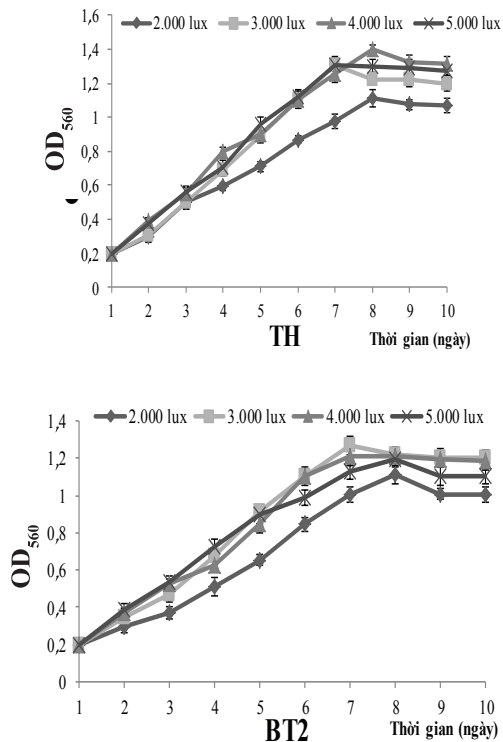 2.000 lux 3.000 lux 4.000 lux 5.000 lux
1,6
1,4
1,2
1
0,8
0,6
0,4
0,2
0
OD560
1 2 3 4 5 6 7 8 9 10
TH Thời gian (ngày)
1,4 2.000 lux 3.000 lux 4.000 lux 5.000 lux
1,2
1
0,8
0,6
0,4
0,2
0
OD560
1 2 3 4 5 6 7 8 9 10
BT2 Thời gian (ngày)